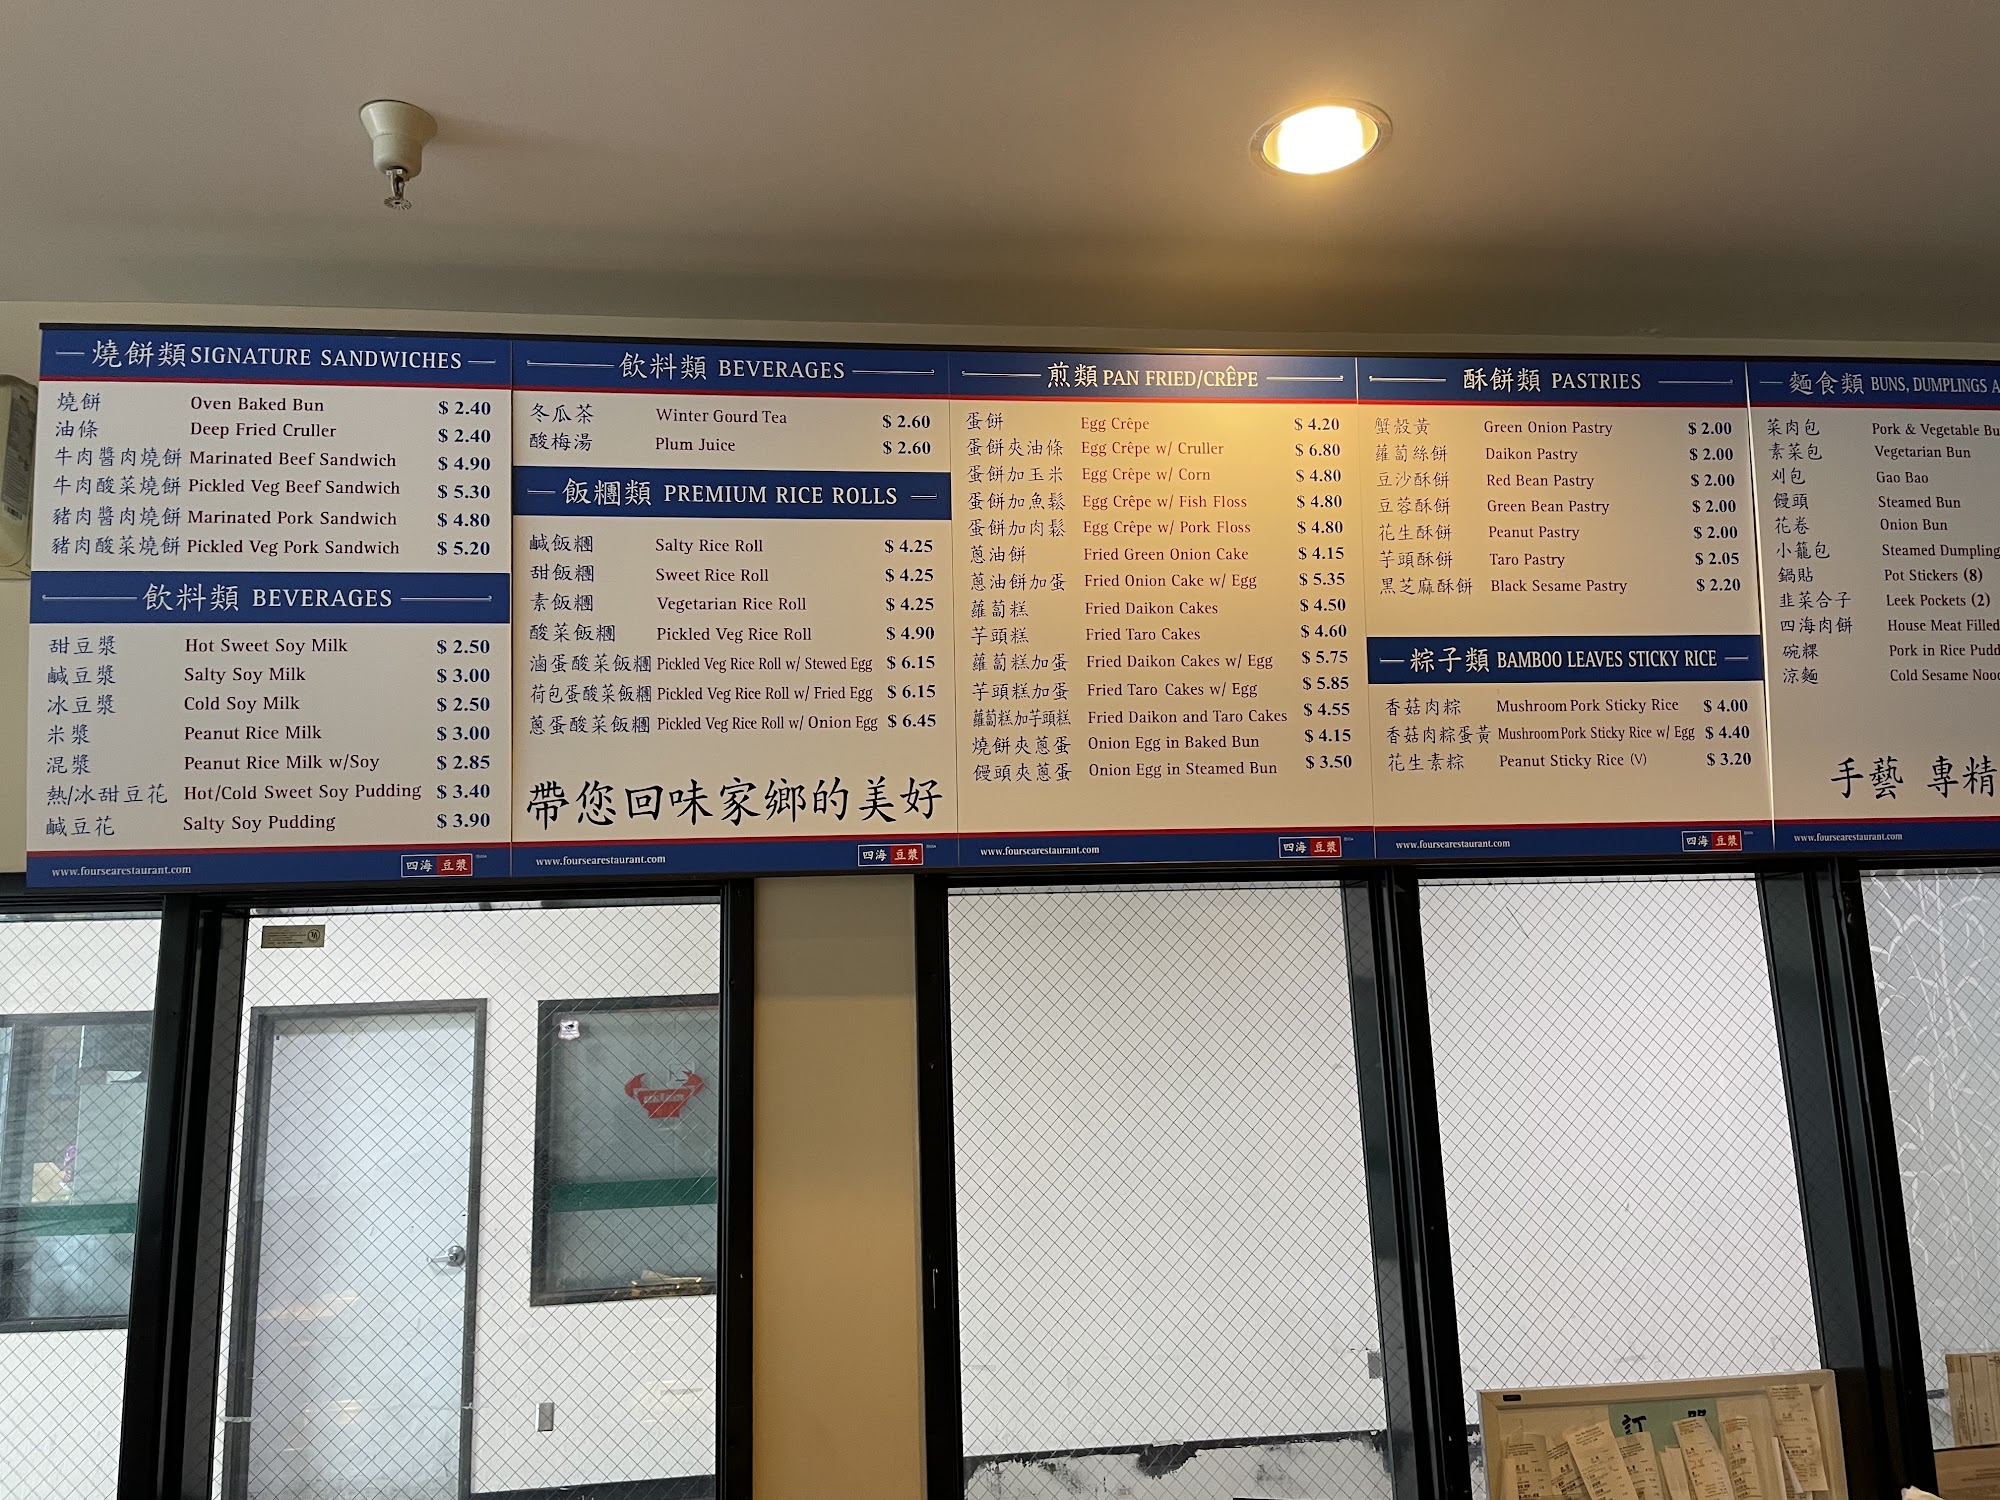 燒餅類 SIGNATURE SANDWICHES
燒餅 Oven Baked Bun $ 2.40
油條 Deep Fried Cruller $ 2.40
牛肉醬肉燒餅 Marinated Beef Sandwich $ 4.90
牛肉酸菜燒餅 Pickled Veg Beef Sandwich $ 5.30
豬肉醬肉燒餅 Marinated Pork Sandwich $ 4.80
豬肉酸菜燒餅 Pickled Veg Pork Sandwich $ 5.20
飲料類 BEVERAGES
甜豆漿 Hot Sweet Soy Milk $ 2.50
鹹豆漿 Salty Soy Milk $ 3.00
冰豆漿 Cold Soy Milk $ 2.50
米漿 Peanut Rice Milk $ 3.00
混漿 Peanut Rice Milk w/Soy $ 2.85
熱/冰甜豆花 Hot/Cold Sweet Soy Pudding $ 3.40
鹹豆花 Salty Soy Pudding $ 3.90
www.foursearestaurant.com 四海 豆漿
飲料類 BEVERAGES
冬瓜茶 Winter Gourd Tea $ 2.60
酸梅湯 Plum Juice $ 2.60
飯糰類 PREMIUM RICE ROLLS
鹹飯糰 Salty Rice Roll $ 4.25
甜飯糰 Sweet Rice Roll $ 4.25
素飯糰 Vegetarian Rice Roll $ 4.25
酸菜飯糰 Pickled Veg Rice Roll $ 4.90
滷蛋酸菜飯糰 Pickled Veg Rice Roll w/ Stewed Egg $ 6.15
荷包蛋酸菜飯糰 Pickled Veg Rice Roll w/ Fried Egg $ 6.15
蔥蛋酸菜飯糰 Pickled Veg Rice Roll w/ Onion Egg $ 6.45
帶您回味家鄉的美好
www.foursearestaurant.com 四海 豆漿
煎類 PAN FRIED/CRÊPE
蛋餅 Egg Crêpe $ 4.20
蛋餅夾油條 Egg Crêpe w/ Cruller $ 6.80
蛋餅加玉米 Egg Crêpe w/ Corn $ 4.80
蛋餅加魚鬆 Egg Crêpe w/ Fish Floss $ 4.80
蛋餅加肉鬆 Egg Crêpe w/ Pork Floss $ 4.80
蔥油餅 Fried Green Onion Cake $ 4.15
蔥油餅加蛋 Fried Onion Cake w/ Egg $ 5.35
蘿蔔糕 Fried Daikon Cakes $ 4.50
芋頭糕 Fried Taro Cakes $ 4.60
蘿蔔糕加蛋 Fried Daikon Cakes w/ Egg $ 5.75
芋頭糕加蛋 Fried Taro Cakes w/ Egg $ 5.85
蘿蔔糕加芋頭糕 Fried Daikon and Taro Cakes $ 4.55
燒餅夾蔥蛋 Onion Egg in Baked Bun $ 4.15
饅頭夾蔥蛋 Onion Egg in Steamed Bun $ 3.50
www.foursearestaurant.com 四海 豆漿
酥餅類 PASTRIES
蟹殼黃 Green Onion Pastry $ 2.00
蘿蔔絲餅 Daikon Pastry $ 2.00
豆沙酥餅 Red Bean Pastry $ 2.00
豆蓉酥餅 Green Bean Pastry $ 2.00
花生酥餅 Peanut Pastry $ 2.00
芋頭酥餅 Taro Pastry $ 2.05
黑芝麻酥餅 Black Sesame Pastry $ 2.20
粽子類 BAMBOO LEAVES STICKY RICE
香菇肉粽 Mushroom Pork Sticky Rice $ 4.00
香菇肉粽蛋黃 Mushroom Pork Sticky Rice w/ Egg $ 4.40
花生素粽 Peanut Sticky Rice (V) $ 3.20
www.foursearestaurant.com 四海 豆漿
麵食類 BUNS, DUMPLINGS
菜肉包 Pork & Vegetable
素菜包 Vegetarian Bun
刈包 Gao Bao
饅頭 Steamed Bun
花卷 Onion Bun
小籠包 Steamed Dumpling
鍋貼 Pot Stickers (8)
韭菜合子 Leek Pockets (2)
四海肉餅 House Meat Filled
碗粿 Pork in Rice
涼麵 Cold Sesame
手藝 專精
www.foursearestaurant.com
訂